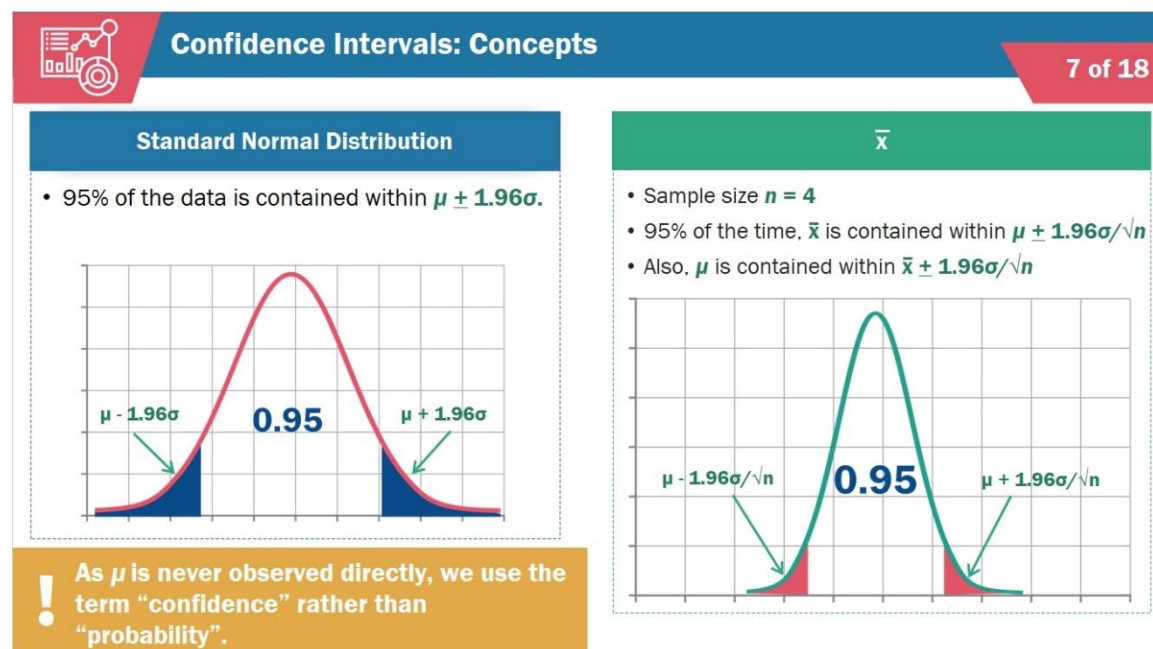 Confidence Intervals: Concepts
7 of 18
Standard Normal Distribution
• 95% of the data is contained within μ ± 1.96σ.
μ - 1.96σ
0.95
μ + 1.96σ
! As μ is never observed directly, we use the
term “confidence” rather than
“probability”.
x̄
• Sample size n = 4
• 95% of the time, x̄ is contained within μ ± 1.96σ/√n
• Also, μ is contained within x̄ ± 1.96σ/√n
μ - 1.96σ/√n
0.95
μ + 1.96σ/√n